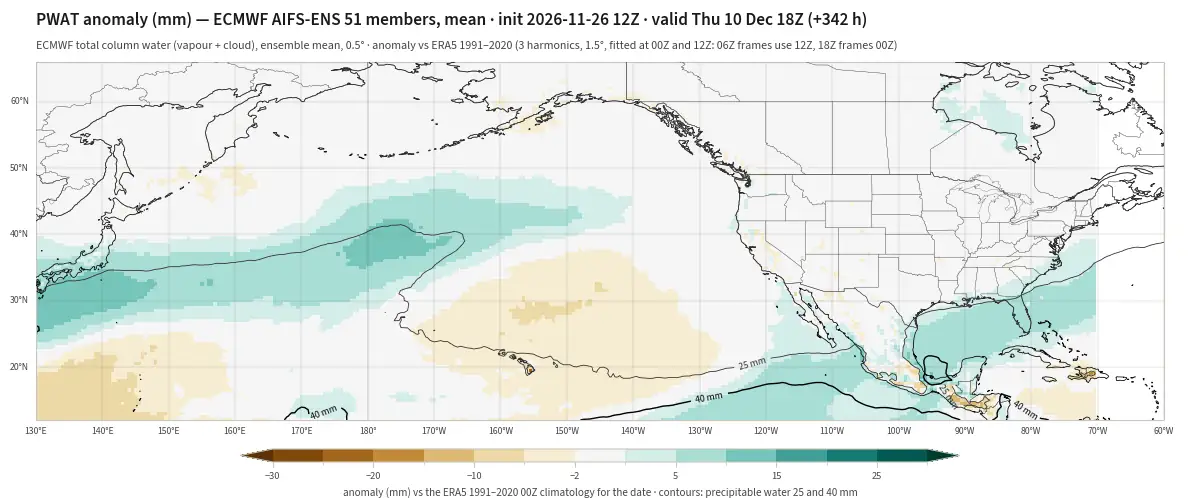 PWAT anomaly (mm) — ECMWF AIFS-ENS 51 members, mean · init 2026-11-26 12Z · valid Thu 10 Dec 18Z (+342 h)
ECMWF total column water (vapour + cloud), ensemble mean, 0.5° · anomaly vs ERA5 1991–2020 (3 harmonics, 1.5°, fitted at 00Z and 12Z: 06Z frames use 12Z, 18Z frames 00Z)
60°N
50°N
40°N
30°N
20°N
25 mm
40 mm
40 mm
40 mm
25
130°E 140°E 150°E 160°E 170°E 180° 170°W 160°W 150°W 140°W 130°W 120°W 110°W 100°W 90°W 80°W 70°W 60°W
−30 −20 −10 −2 5 15 25
anomaly (mm) vs the ERA5 1991–2020 00Z climatology for the date · contours: precipitable water 25 and 40 mm